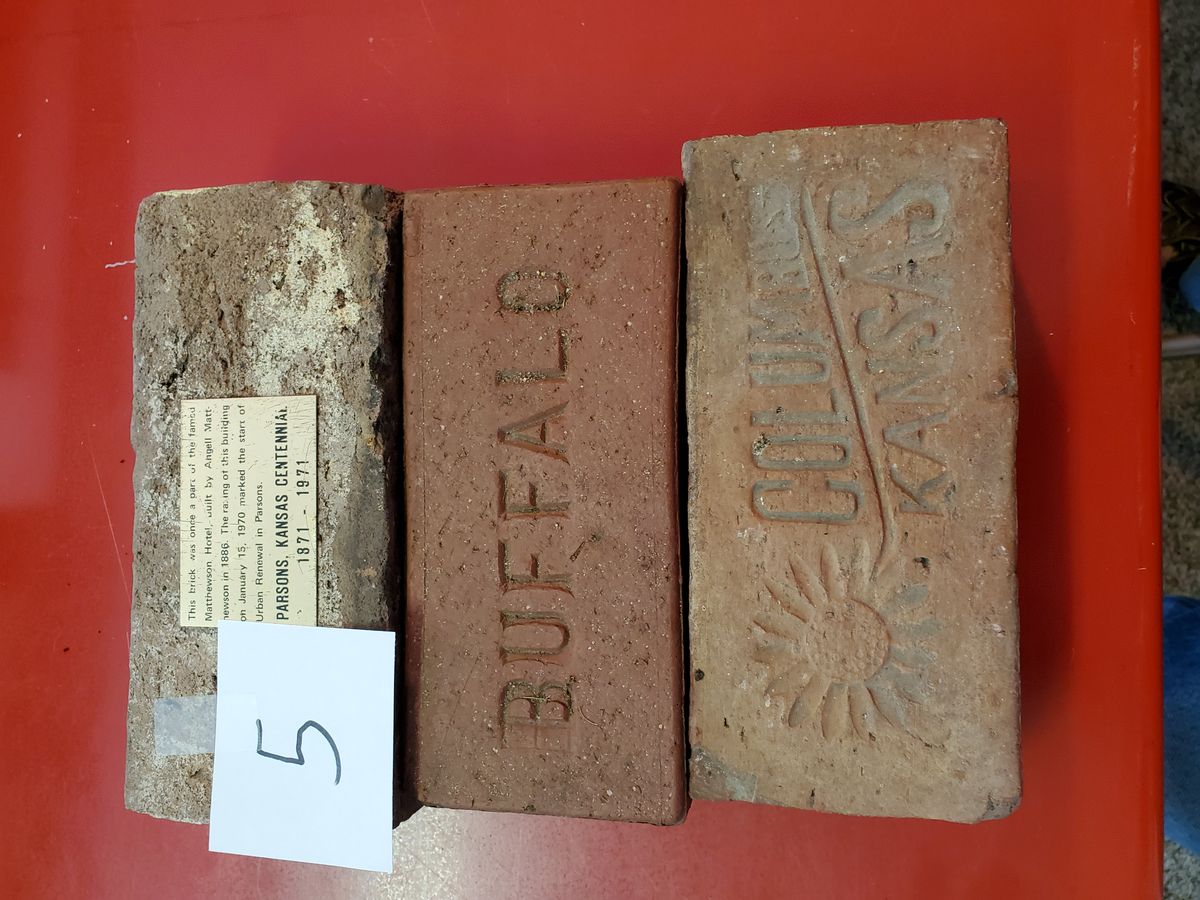 This brick was once a part of the famed
Matthewson Hotel, built by Angell Matt-
hewson in 1886. The razing of this building
on January 15, 1970 marked the start of
Urban Renewal in Parsons.
PARSONS, KANSAS CENTENNIAL
1871 - 1971
5
BUFFALO
COLUMBUS
KANSAS